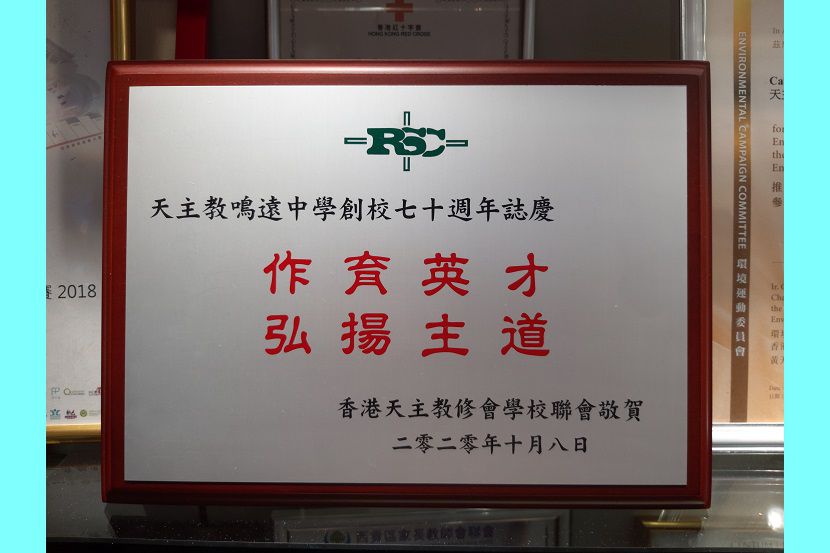 香港紅十字會
HONG KONG RED CROSS
RSC
天主教鳴遠中學創校七十週年誌慶
作育英才
弘揚主道
香港天主教修會學校聯會敬賀
二零二零年十月八日
2018
ENVIRONMENTAL CAMPAIGN COMMITTEE 環境運動委員會